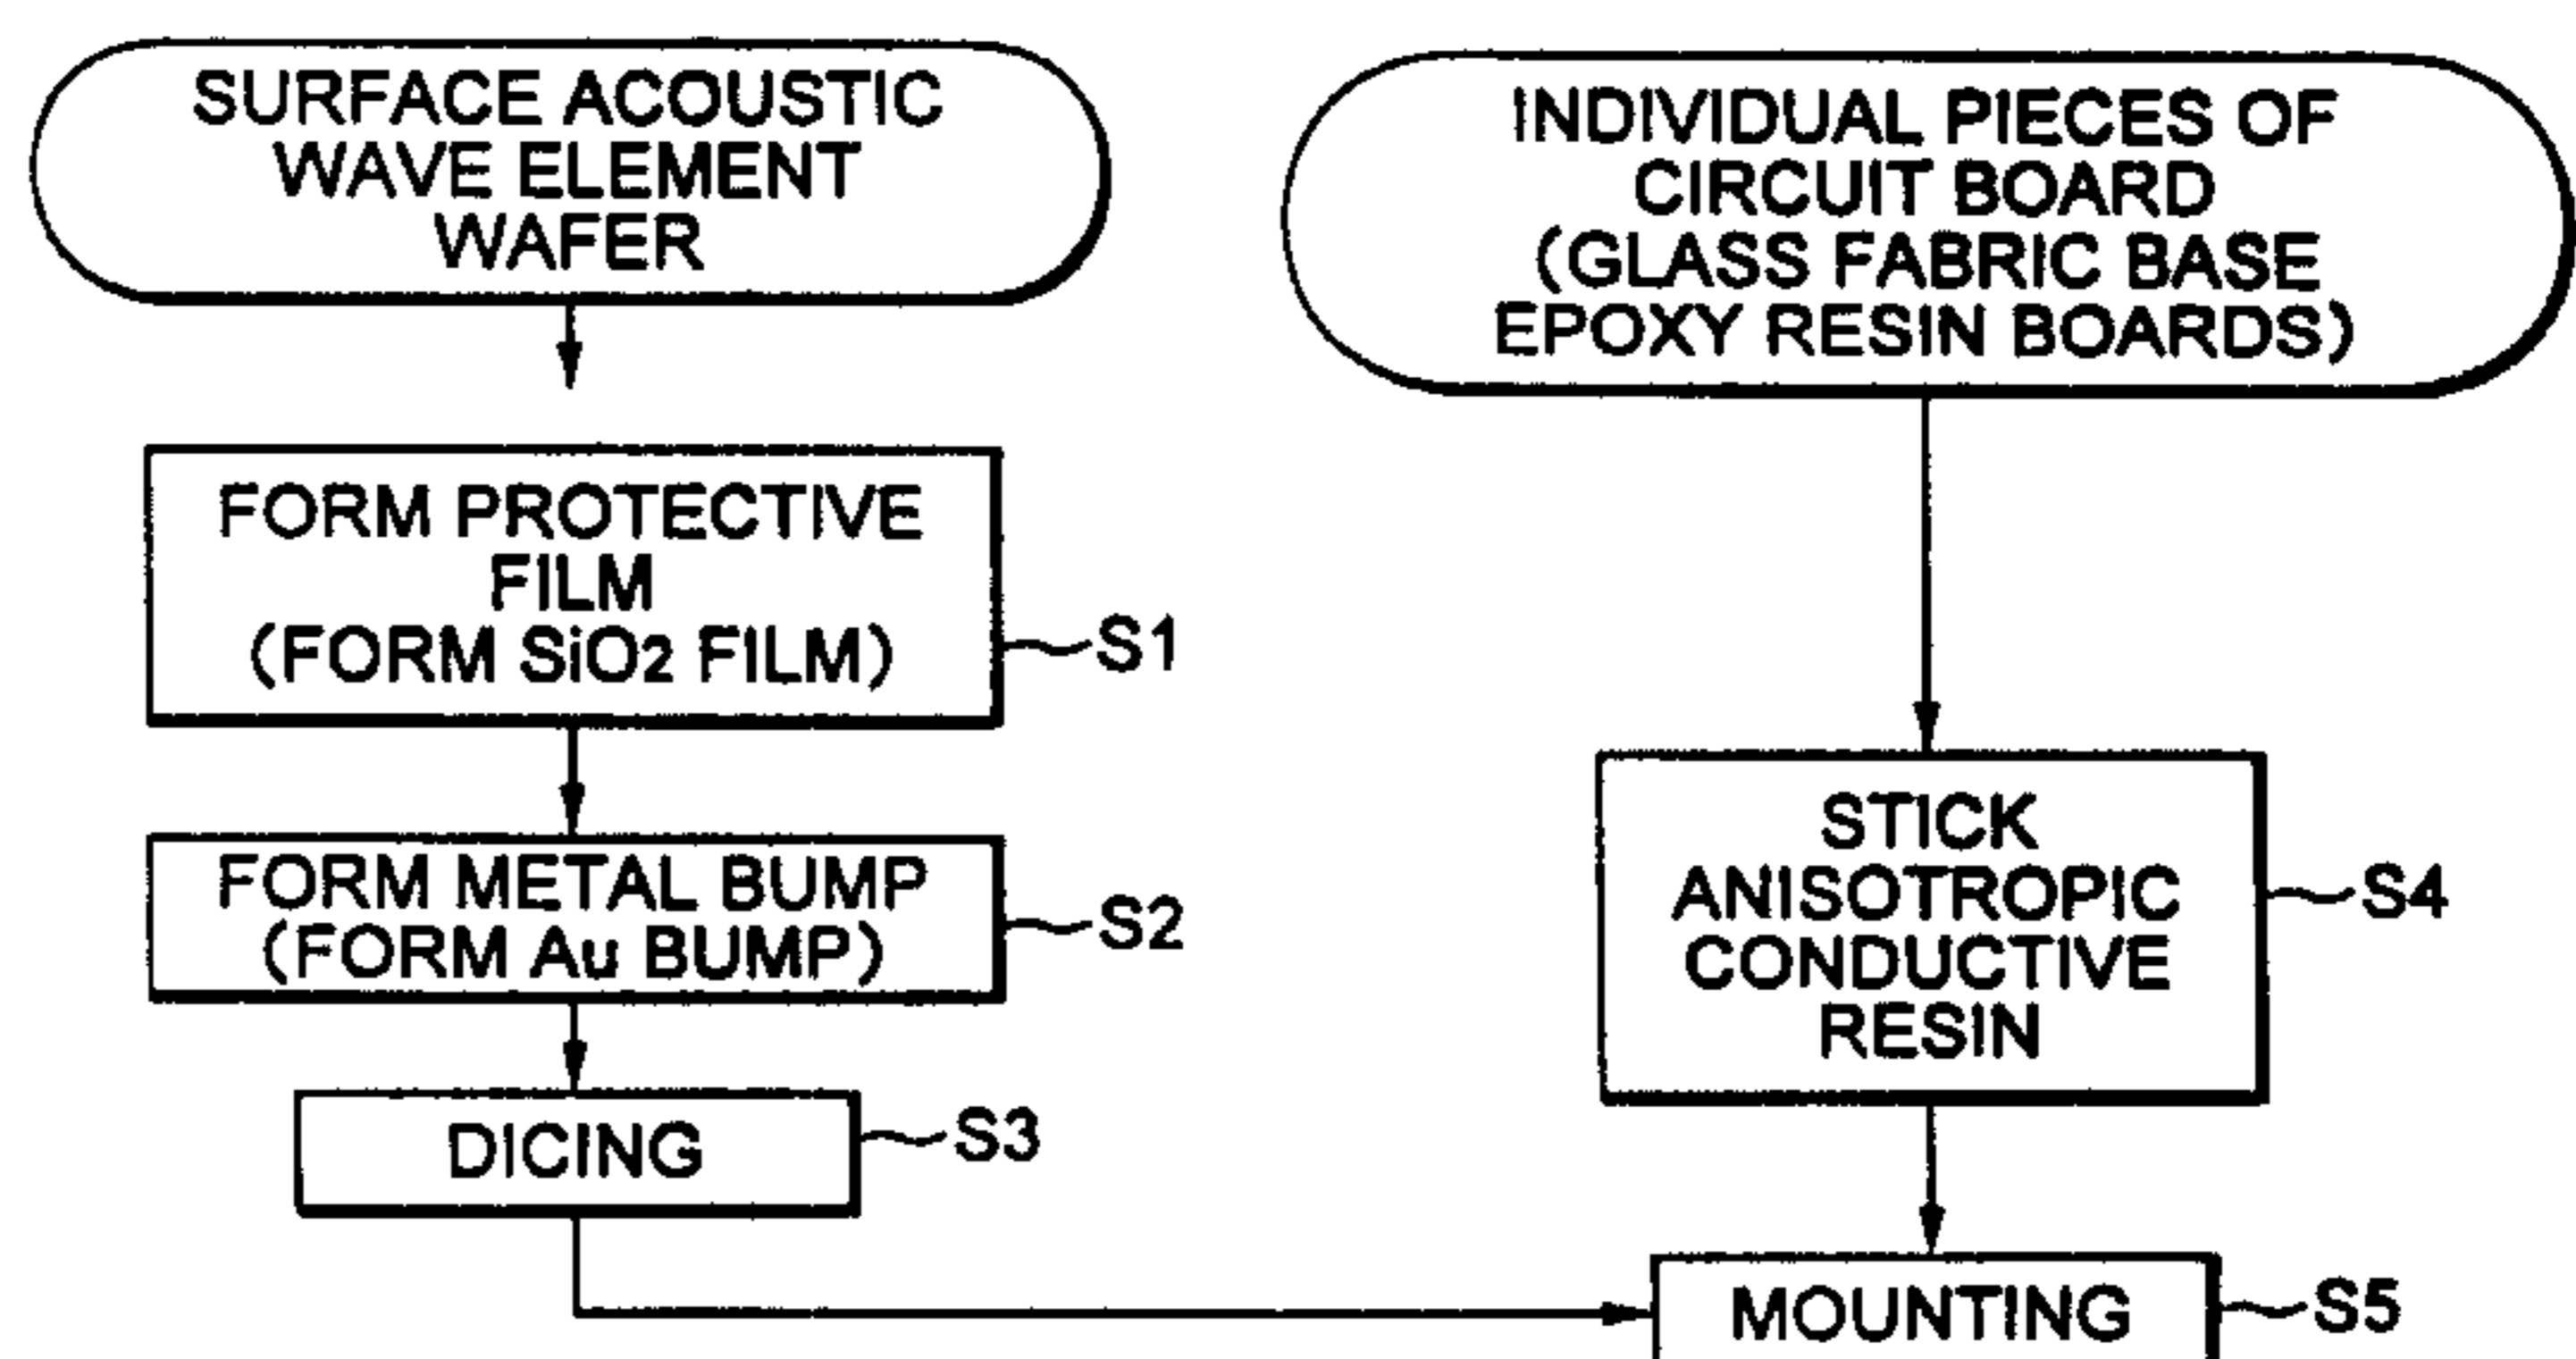 SURFACE ACOUSTIC
WAVE ELEMENT
WAFER
FORM PROTECTIVE
FILM
(FORM SiO2 FILM)
S1
FORM METAL BUMP
(FORM Au BUMP)
S2
DICING
S3
INDIVIDUAL PIECES OF
CIRCUIT BOARD
(GLASS FABRIC BASE
EPOXY RESIN BOARDS)
STICK
ANISOTROPIC
CONDUCTIVE
RESIN
S4
MOUNTING
S5